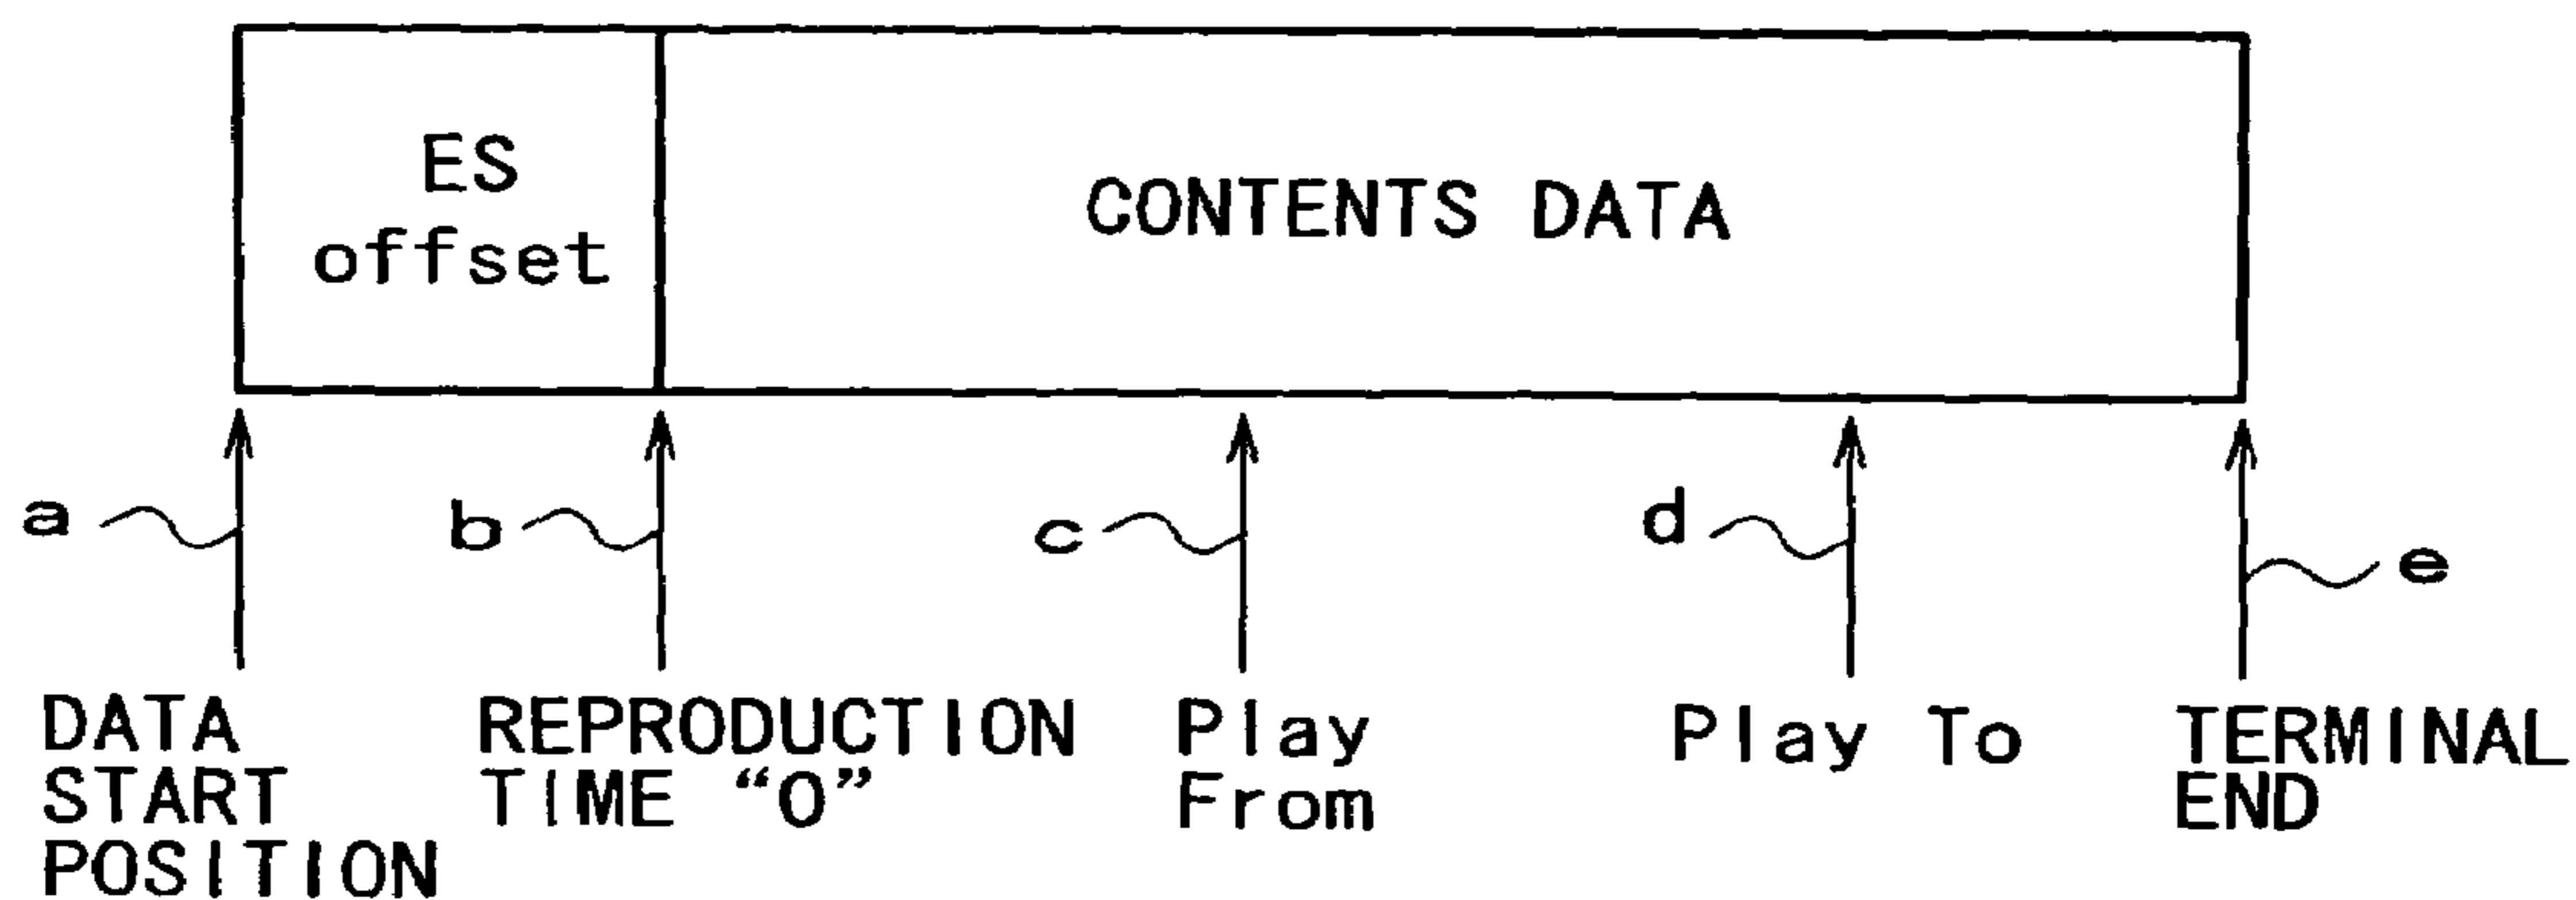 ES
offset
CONTENTS DATA
a
b
c
d
e
DATA
START
POSITION
REPRODUCTION
TIME “0”
Play
From
Play To
TERMINAL
END